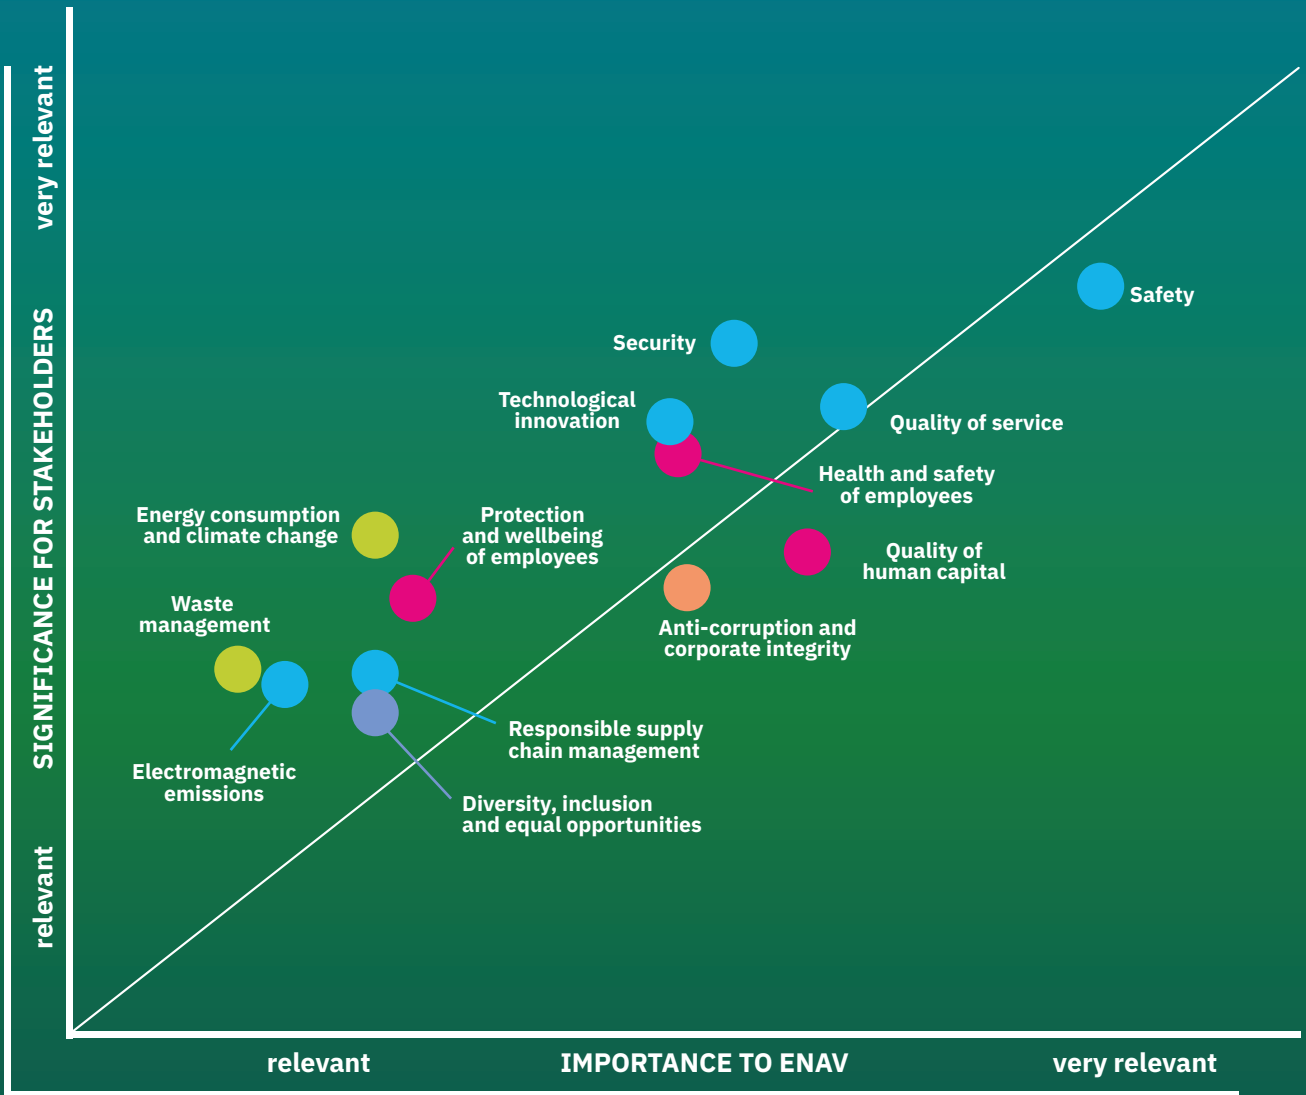 very relevant
SIGNIFICANCE FOR STAKEHOLDERS
relevant
Safety
Security
Technological
innovation
Quality of service
Health and safety
of employees
Energy consumption
and climate change
Protection
and wellbeing
of employees
Quality of
human capital
Waste
management
Anti-corruption and
corporate integrity
Responsible supply
chain management
Electromagnetic
emissions
Diversity, inclusion
and equal opportunities
relevant
IMPORTANCE TO ENAV
very relevant